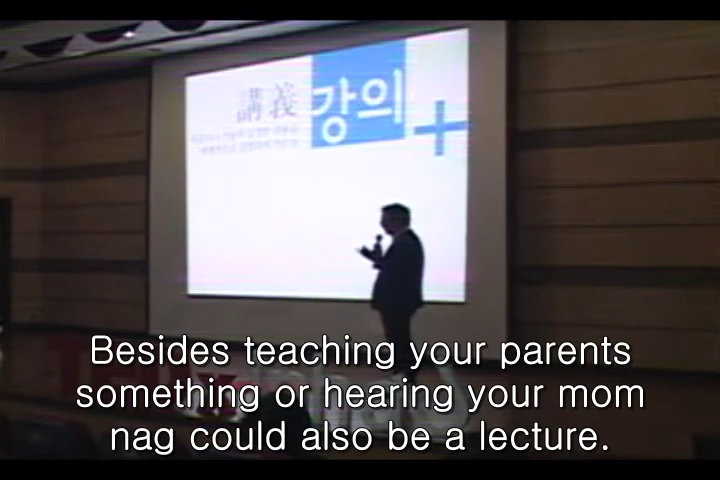 講義 강의
+
Besides teaching your parents
something or hearing your mom
nag could also be a lecture.